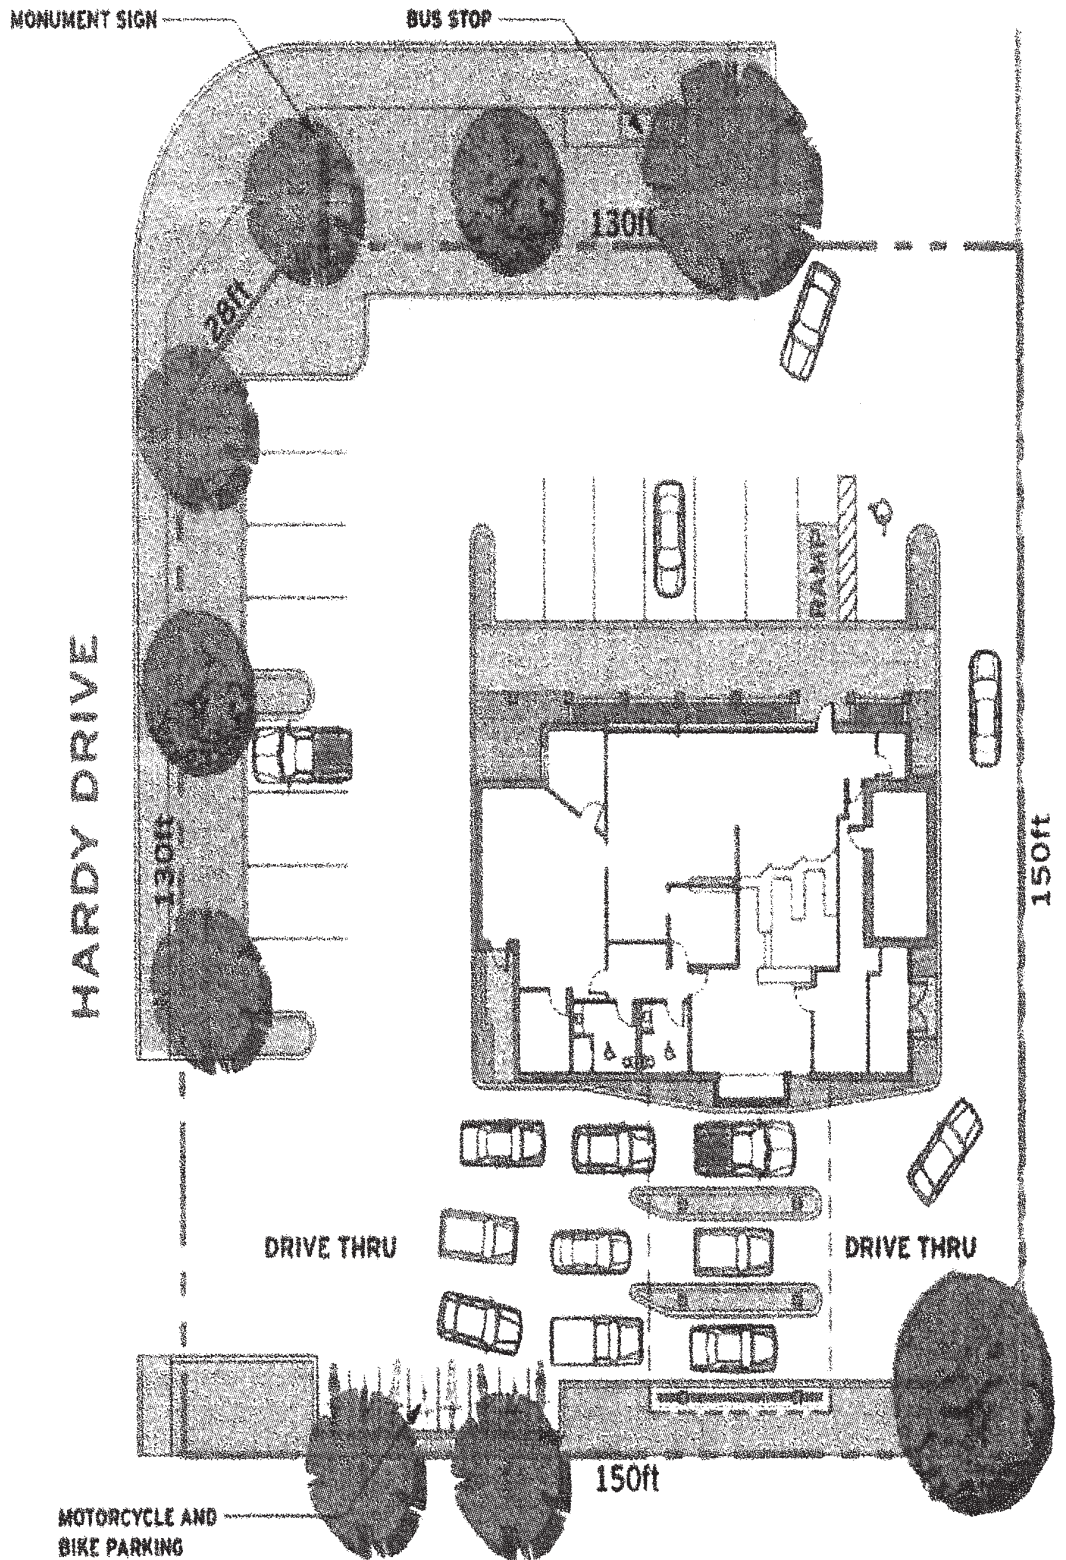 MONUMENT SIGN
BUS STOP
130ft
28ft
RAMP
HARDY DRIVE
130ft
150ft
DRIVE THRU
DRIVE THRU
150ft
MOTORCYCLE AND
BIKE PARKING